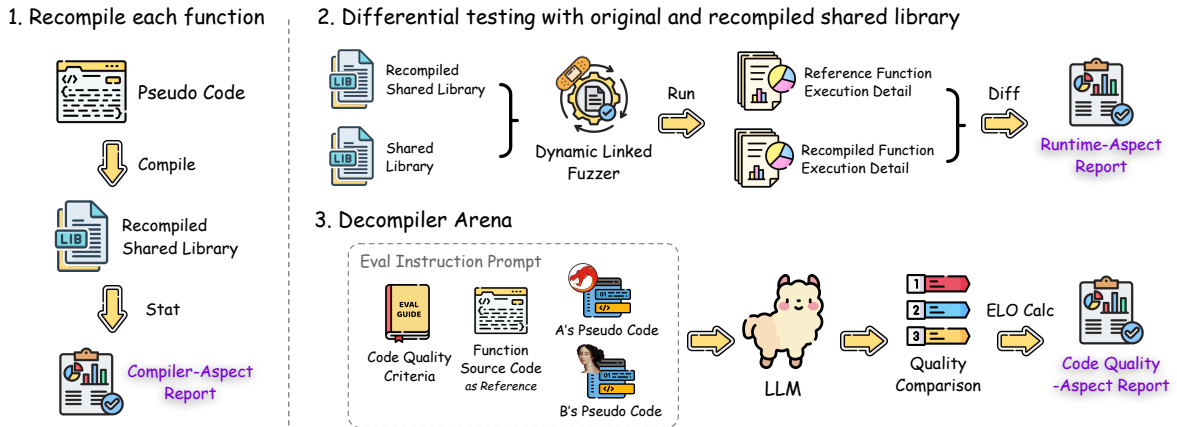 1. Recompile each function
Pseudo Code
Compile
LIB
Recompiled
Shared Library
Stat
Compiler-Aspect
Report
2. Differential testing with original and recompiled shared library
LIB
Recompiled
Shared Library
LIB
Shared
Library
Dynamic Linked
Fuzzer
Run
Reference Function
Execution Detail
Recompiled Function
Execution Detail
Diff
Runtime-Aspect
Report
3. Decompiler Arena
Eval Instruction Prompt
EVAL
GUIDE
Code Quality
Criteria
Function
Source Code
as Reference
A's Pseudo Code
B's Pseudo Code
LLM
1
2
3
Quality
Comparison
ELO Calc
Code Quality
-Aspect Report